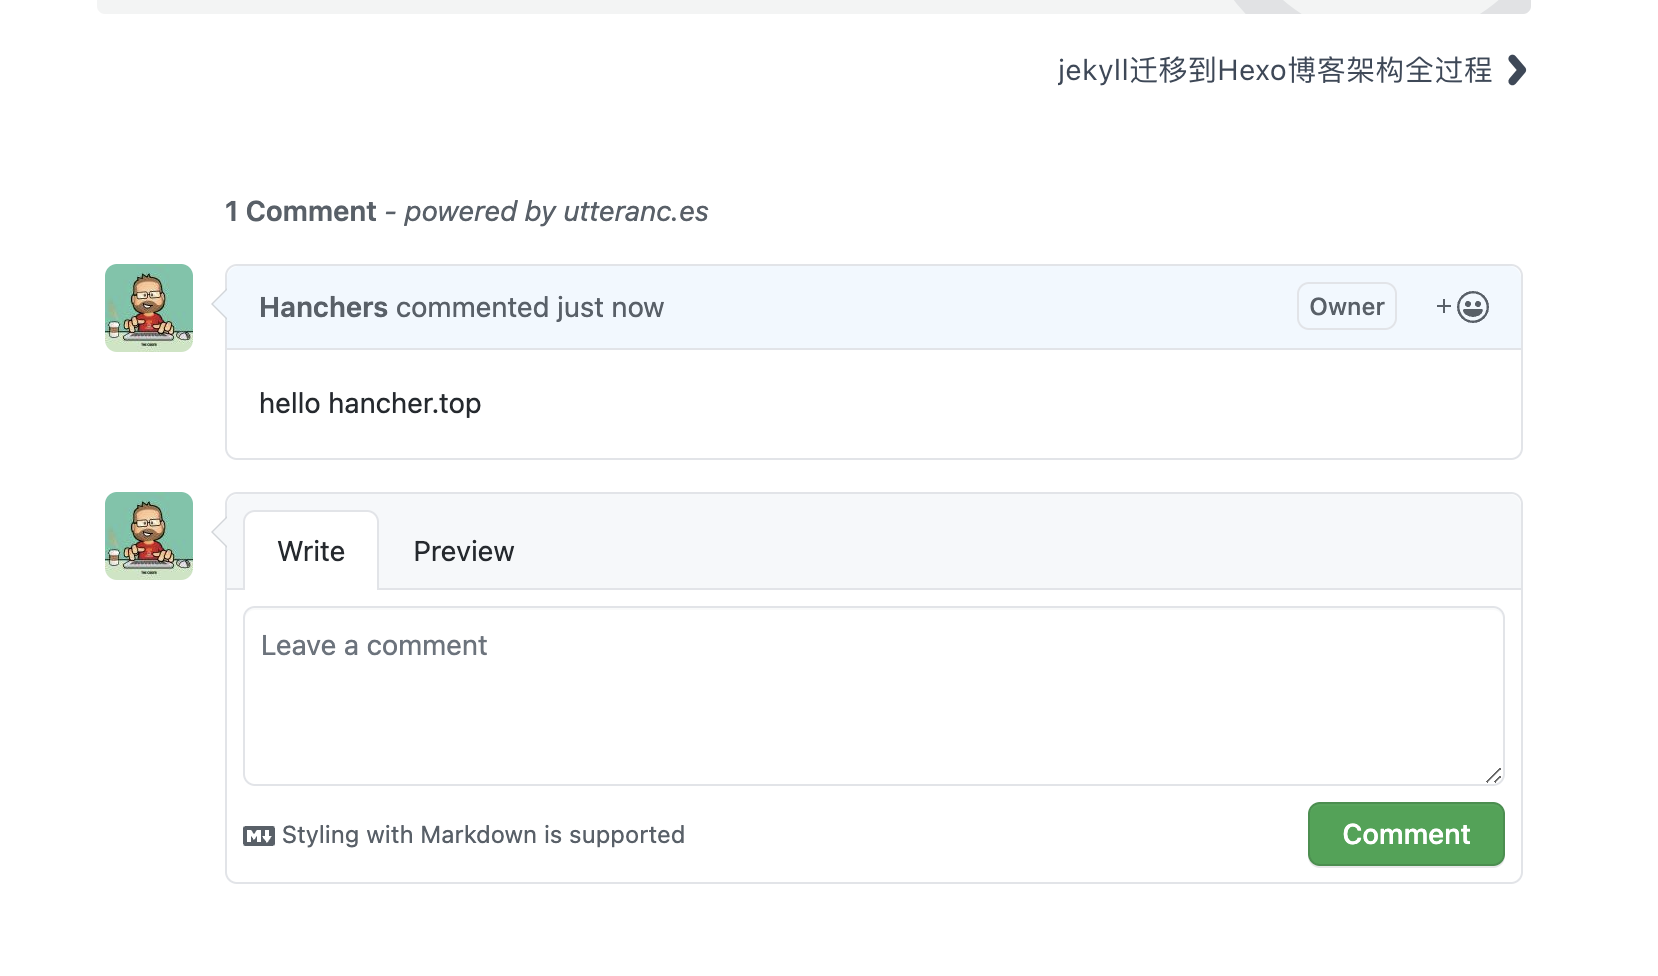 jekyll迁移到Hexo博客架构全过程
1 Comment - powered by utteranc.es
Hanchers commented just now
Owner
+
hello hancher.top
Write
Preview
Leave a comment
M Styling with Markdown is supported
Comment